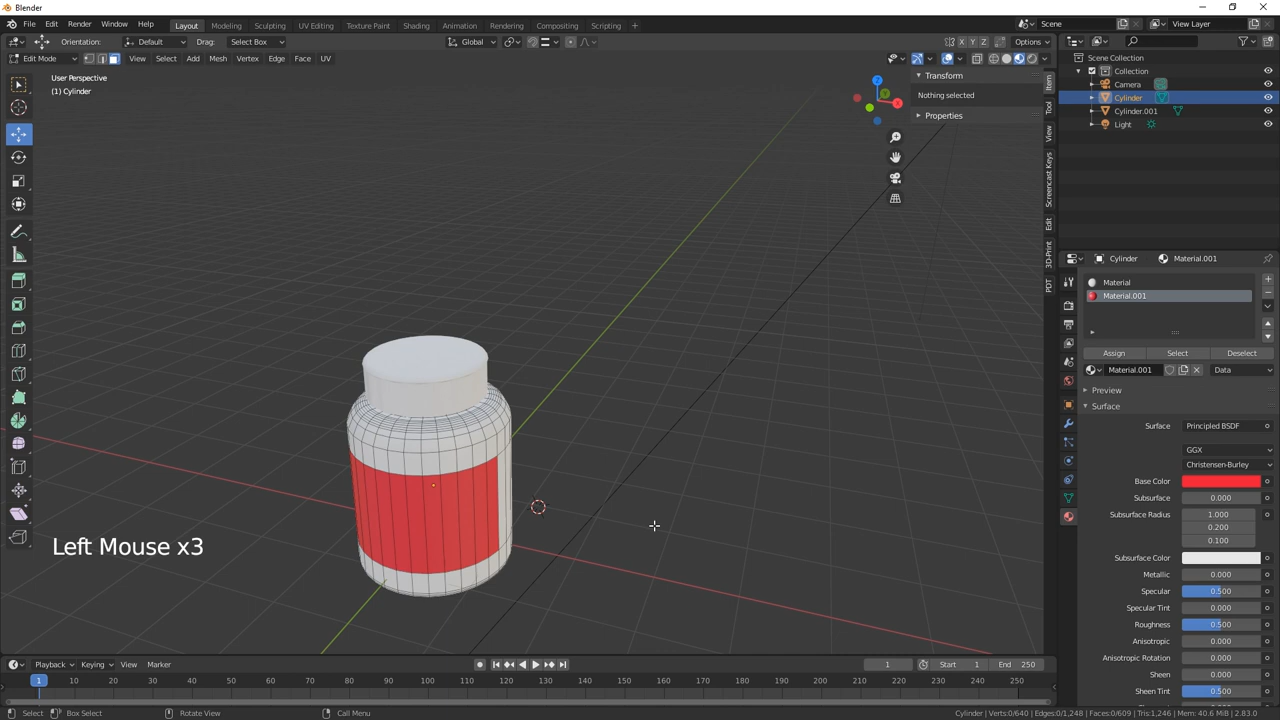 Blender
File Edit Render Window Help Layout Modeling Sculpting UV Editing Texture Paint Shading Animation Rendering Compositing Scripting + Scene View Layer
Orientation: Default Drag: Select Box Global X Y Z Options
Edit Mode View Select Add Mesh Vertex Edge Face UV
User Perspective
(1) Cylinder
Transform
Nothing selected
Properties
Item
Tool
View
Screencast Keys
Edit
3D-Print
PDT
Left Mouse x3
Scene Collection
Collection
Camera
Cylinder
Cylinder.001
Light
Cylinder Material.001
Material
Material.001
Assign Select Deselect
Material.001 Data
Preview
Surface
Surface Principled BSDF
GGX
Christensen-Burley
Base Color
Subsurface 0.000
Subsurface Radius 1.000
0.200
0.100
Subsurface Color
Metallic 0.000
Specular 0.500
Specular Tint 0.000
Roughness 0.500
Anisotropic 0.000
Anisotropic Rotation 0.000
Sheen 0.000
Sheen Tint 0.500
Playback Keying View Marker 1 Start 1 End 250
1 10 20 30 40 50 60 70 80 90 100 110 120 130 140 150 160 170 180 190 200 210 220 230 240 250
Select Box Select Rotate View Call Menu Cylinder | Verts:0/640 | Edges:0/1,248 | Faces:0/609 | Tris:1,246 | Mem: 40.6 MiB | 2.83.0